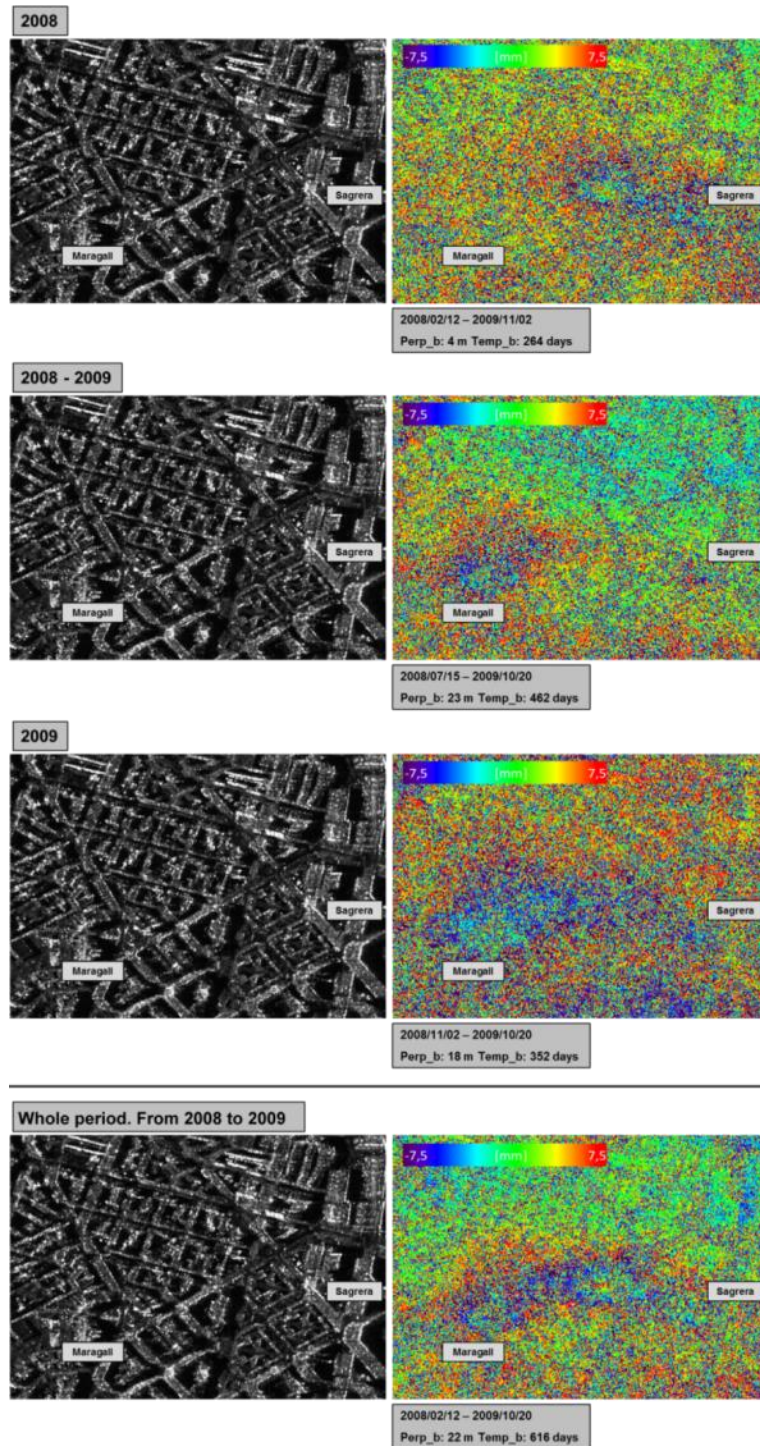 2008
-7,5 [mm] 7,5
Sagrera
Sagrera
Maragall
Maragall
2008/02/12 – 2009/11/02
Perp_b: 4 m Temp_b: 264 days
2008 - 2009
-7,5 [mm] 7,5
Sagrera
Sagrera
Maragall
Maragall
2008/07/15 – 2009/10/20
Perp_b: 23 m Temp_b: 462 days
2009
-7,5 [mm] 7,5
Sagrera
Sagrera
Maragall
Maragall
2008/11/02 – 2009/10/20
Perp_b: 18 m Temp_b: 352 days
Whole period. From 2008 to 2009
-7,5 [mm] 7,5
Sagrera
Sagrera
Maragall
Maragall
2008/02/12 – 2009/10/20
Perp_b: 22 m Temp_b: 616 days